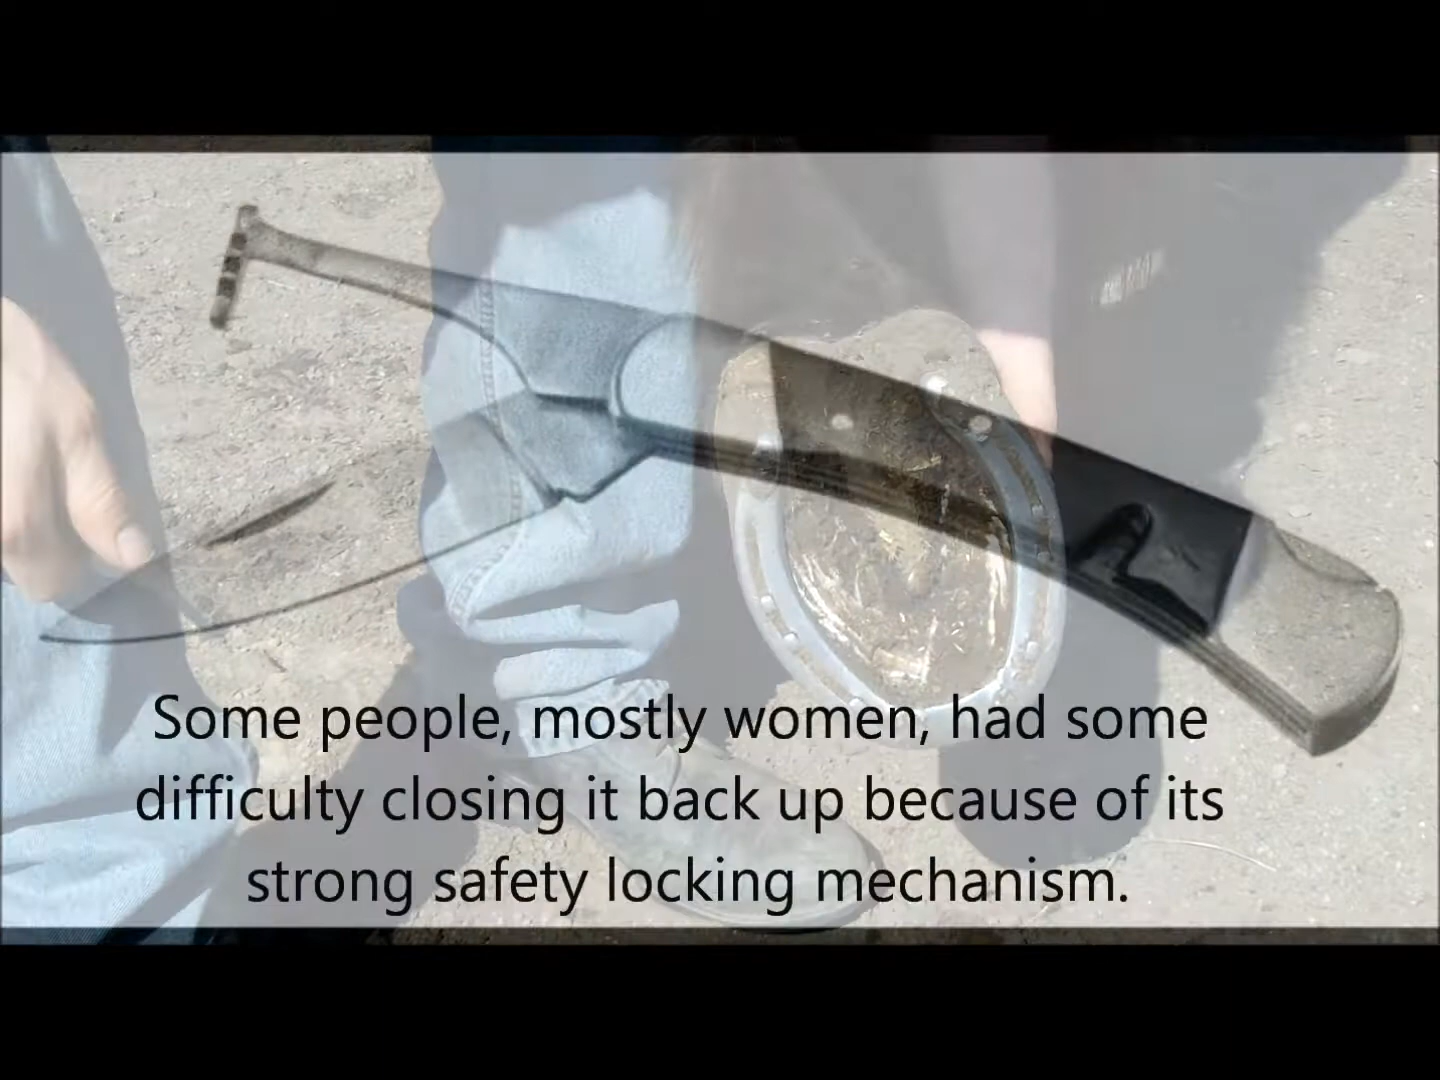 Some people, mostly women, had some
difficulty closing it back up because of its
strong safety locking mechanism.